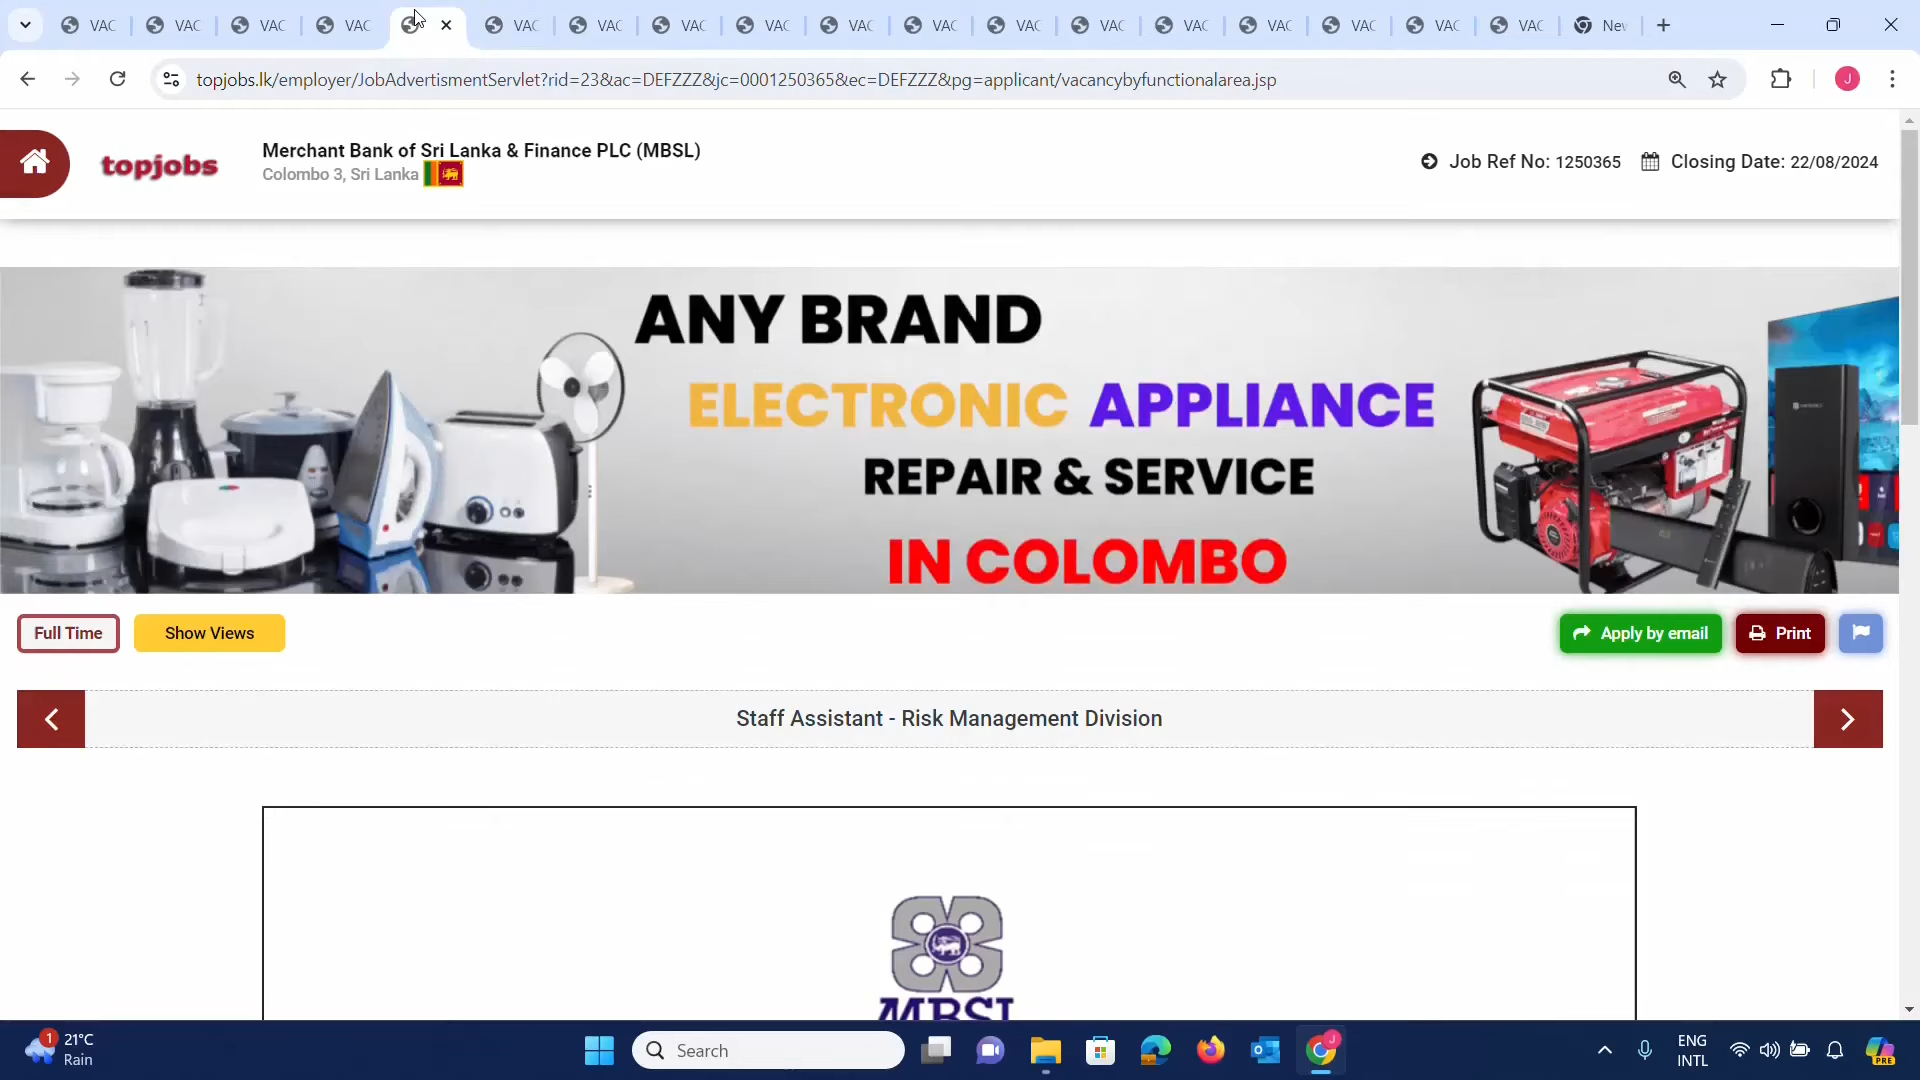 VAC VAC VAC VAC VAC VAC VAC VAC VAC VAC VAC VAC VAC VAC VAC VAC VAC Nev
topjobs.lk/employer/JobAdvertismentServlet?rid=23&ac=DEFZZZ&jc=0001250365&ec=DEFZZZ&pg=applicant/vacancybyfunctionalarea.jsp
J
topjobs
Merchant Bank of Sri Lanka & Finance PLC (MBSL)
Colombo 3, Sri Lanka
Job Ref No: 1250365
Closing Date: 22/08/2024
ANY BRAND
ELECTRONIC APPLIANCE
REPAIR & SERVICE
IN COLOMBO
Full Time
Show Views
Apply by email
Print
Staff Assistant - Risk Management Division
MBSL
1
21°C
Rain
Search
J
ENG
INTL
PRE